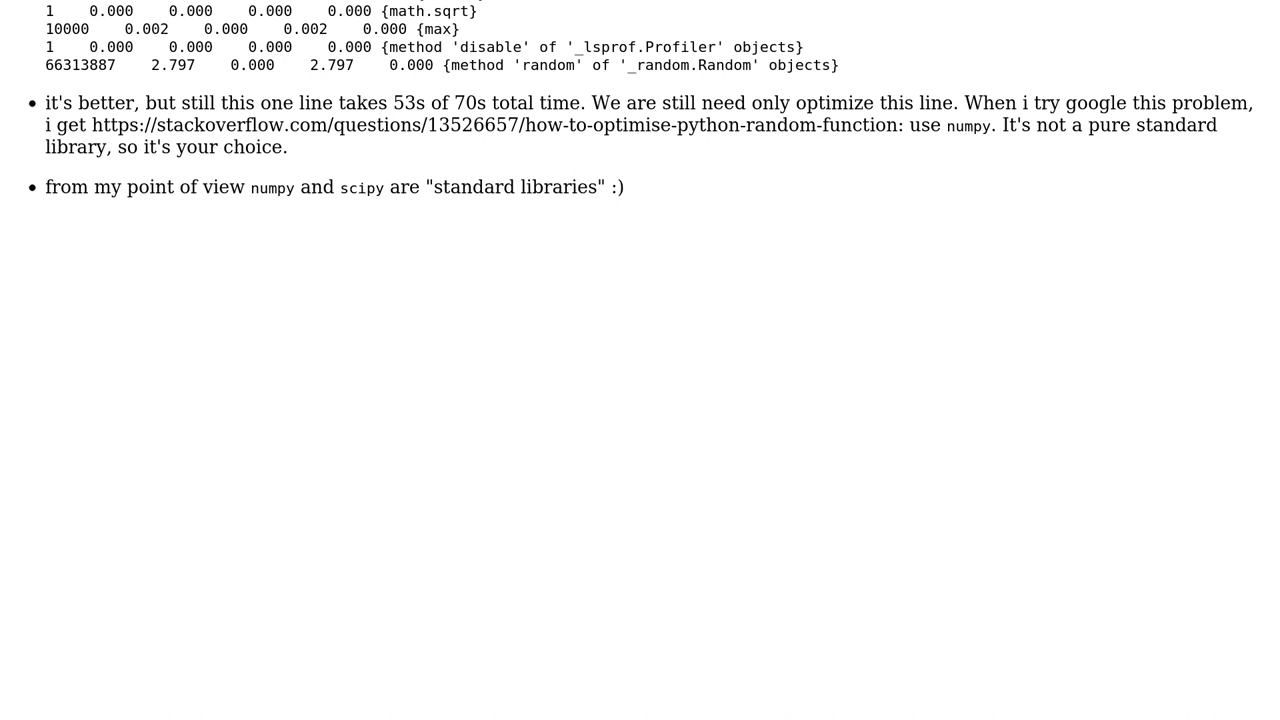 1    0.000    0.000    0.000    0.000 {math.sqrt}
10000    0.002    0.000    0.002    0.000 {max}
1    0.000    0.000    0.000    0.000 {method 'disable' of '_lsprof.Profiler' objects}
66313887    2.797    0.000    2.797    0.000 {method 'random' of '_random.Random' objects}
• it's better, but still this one line takes 53s of 70s total time. We are still need only optimize this line. When i try google this problem,
i get https://stackoverflow.com/questions/13526657/how-to-optimise-python-random-function: use numpy. It's not a pure standard
library, so it's your choice.
• from my point of view numpy and scipy are "standard libraries" :)